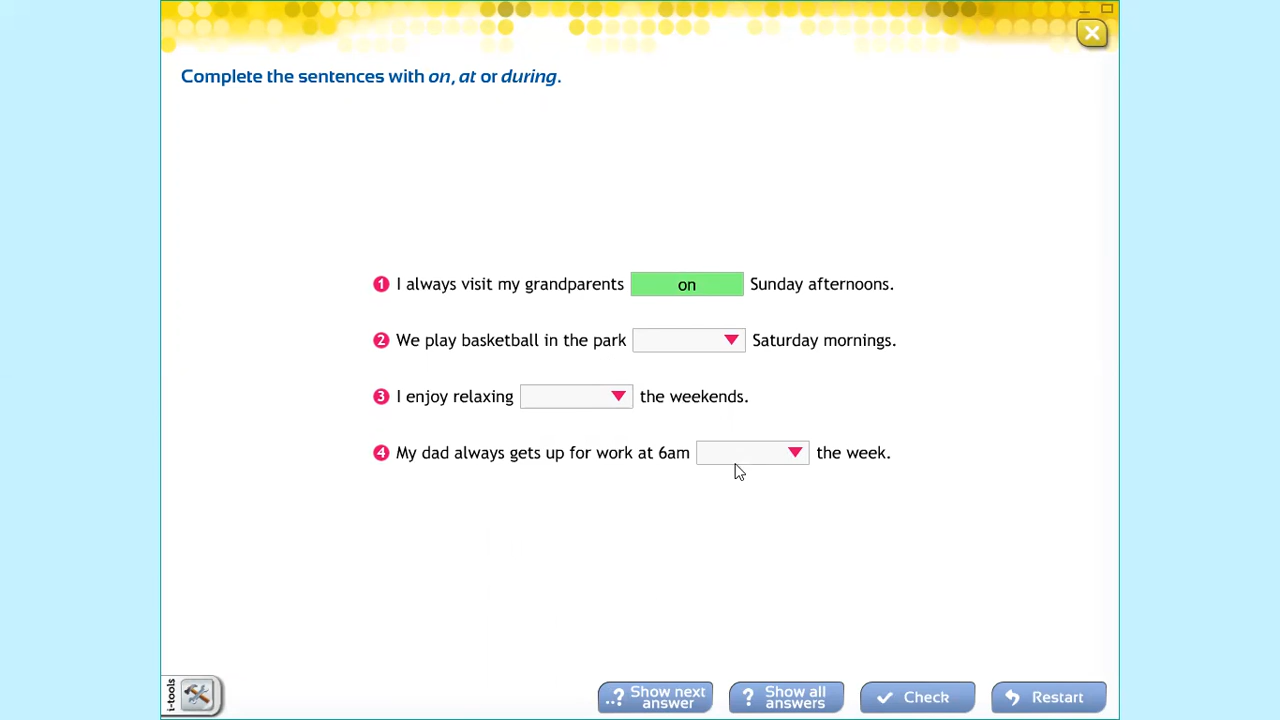 Complete the sentences with on, at or during.
1 I always visit my grandparents on Sunday afternoons.
2 We play basketball in the park Saturday mornings.
3 I enjoy relaxing the weekends.
4 My dad always gets up for work at 6am the week.
i-tools
..? Show next answer
? Show all answers
Check
Restart